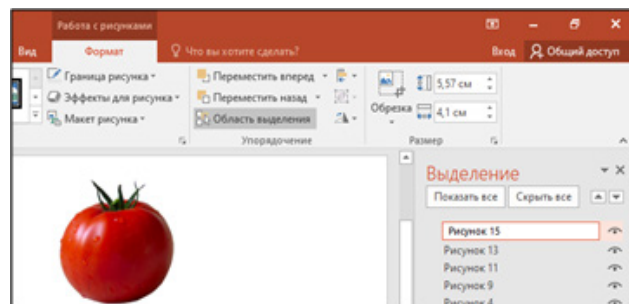 Работа с рисунками
Вид Формат Что вы хотите сделать? Вход Общий доступ
Граница рисунка
Эффекты для рисунка
Макет рисунка
Переместить вперед
Переместить назад
Область выделения
Упорядочение
Обрезка
5,57 см
4,1 см
Размер
Выделение
Показать все Скрыть все
Рисунок 15
Рисунок 13
Рисунок 11
Рисунок 9
Рисунок 4